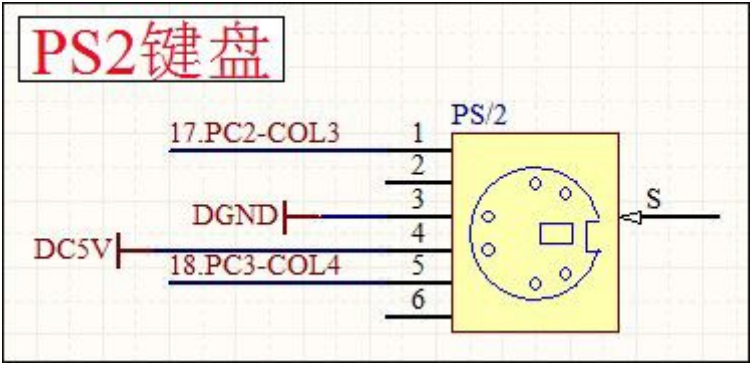 PS2键盘
PS/2
17.PC2-COL3 1
2
DGND 3
S
DC5V 4
18.PC3-COL4 5
6